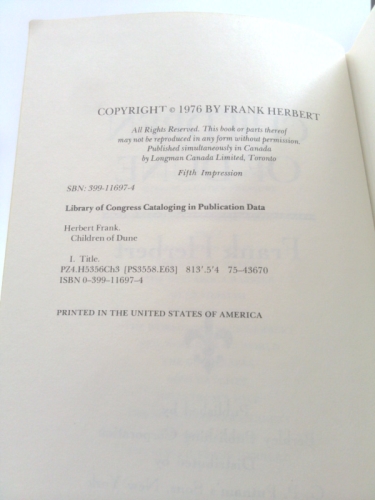 COPYRIGHT © 1976 BY FRANK HERBERT
All Rights Reserved. This book or parts thereof
may not be reproduced in any form without permission.
Published simultaneously in Canada
by Longman Canada Limited, Toronto
Fifth Impression
SBN: 399-11697-4
Library of Congress Cataloging in Publication Data
Herbert Frank.
Children of Dune
I. Title.
PZ4.H5356Ch3 [PS3558.E63] 813'.5'4 75-43670
ISBN 0-399-11697-4
PRINTED IN THE UNITED STATES OF AMERICA